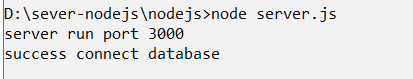 D:\sever-nodejs\nodejs>node server.js
server run port 3000
success connect database